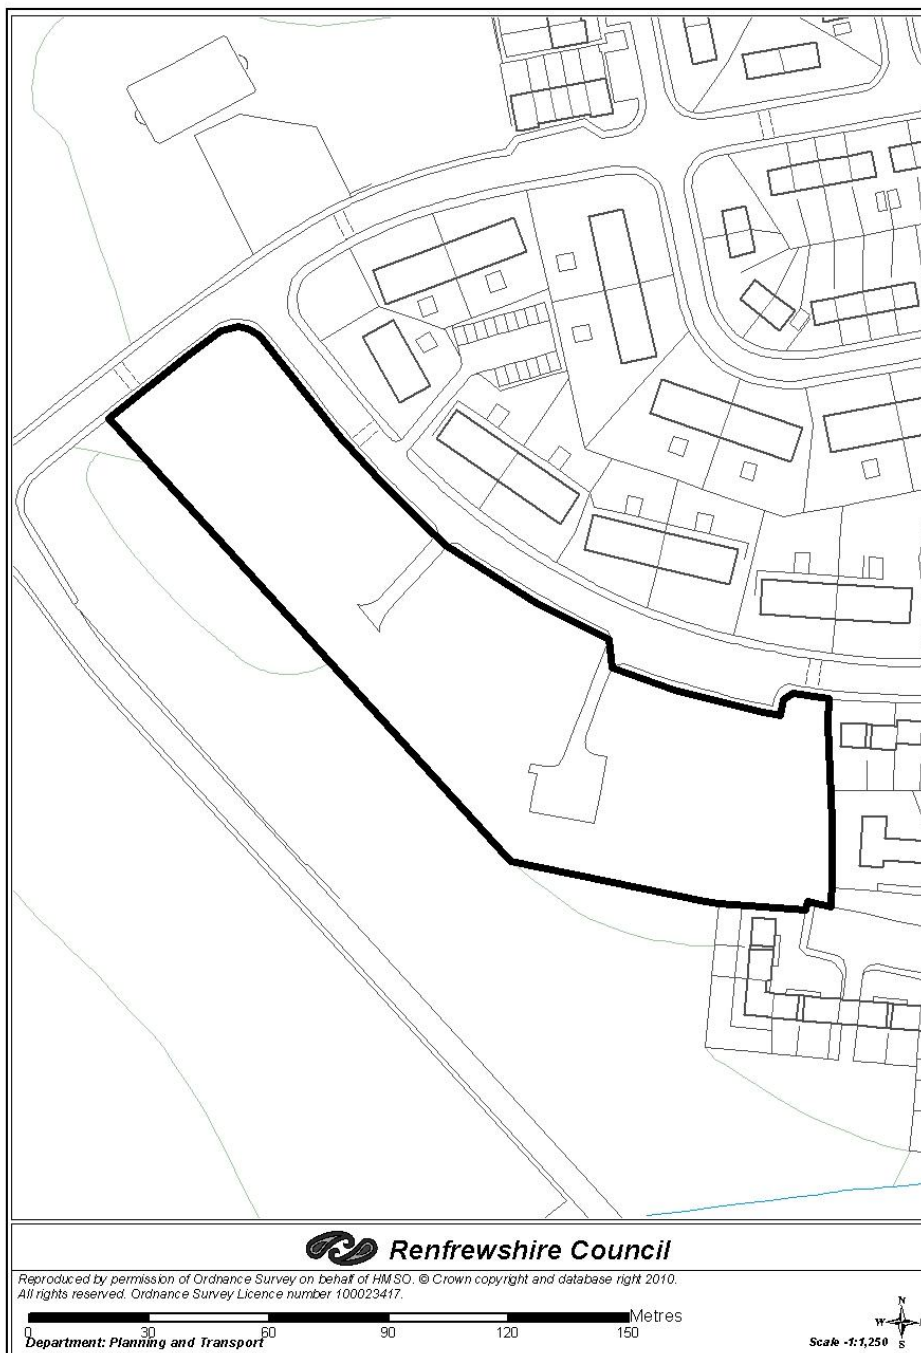 Renfrewshire Council
Reproduced by permission of Ordnance Survey on behalf of HMSO. © Crown copyright and database right 2010.
All rights reserved. Ordnance Survey Licence number 100023417.
Metres
0 30 60 90 120 150
Department: Planning and Transport
N
W
S
Scale -1:1,250